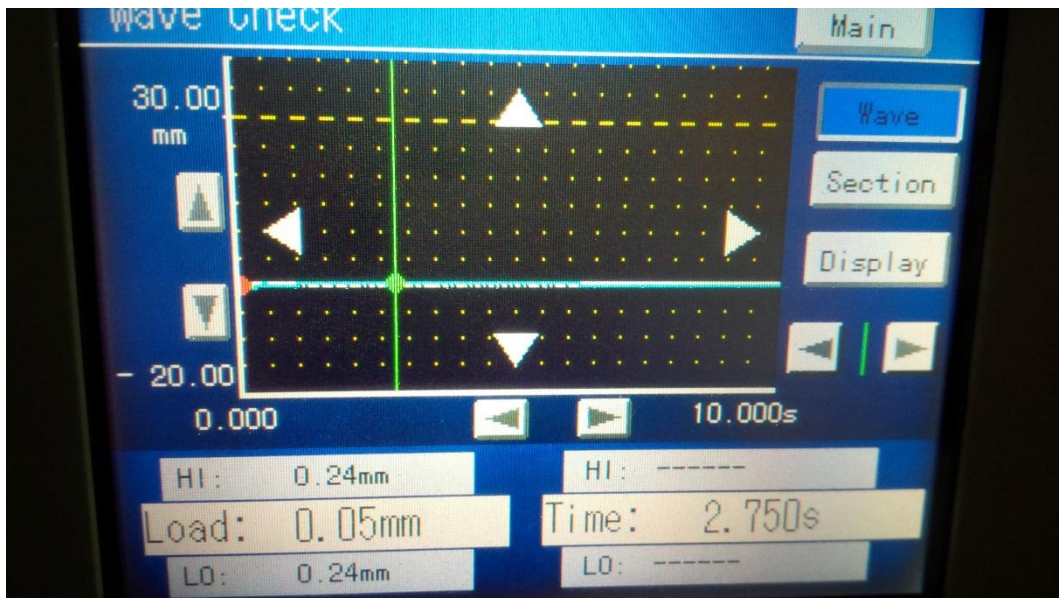 Wave Check
Main
30.00
mm
Wave
Section
Display
- 20.00
0.000
10.000s
HI: 0.24mm
HI: ------
Load: 0.05mm
Time: 2.750s
LO: 0.24mm
LO: ------